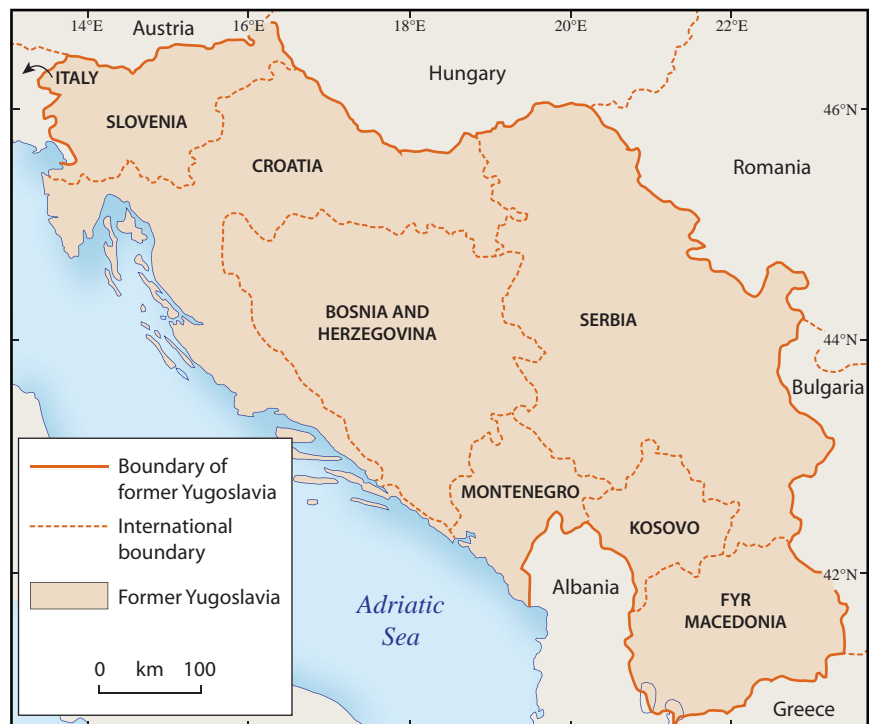 14°E
16°E
18°E
20°E
22°E
Austria
Hungary
ITALY
SLOVENIA
46°N
CROATIA
Romania
BOSNIA AND
HERZEGOVINA
SERBIA
44°N
Bulgaria
Boundary of
former Yugoslavia
International
boundary
Former Yugoslavia
0 km 100
MONTENEGRO
KOSOVO
Albania
42°N
FYR
MACEDONIA
Adriatic
Sea
Greece